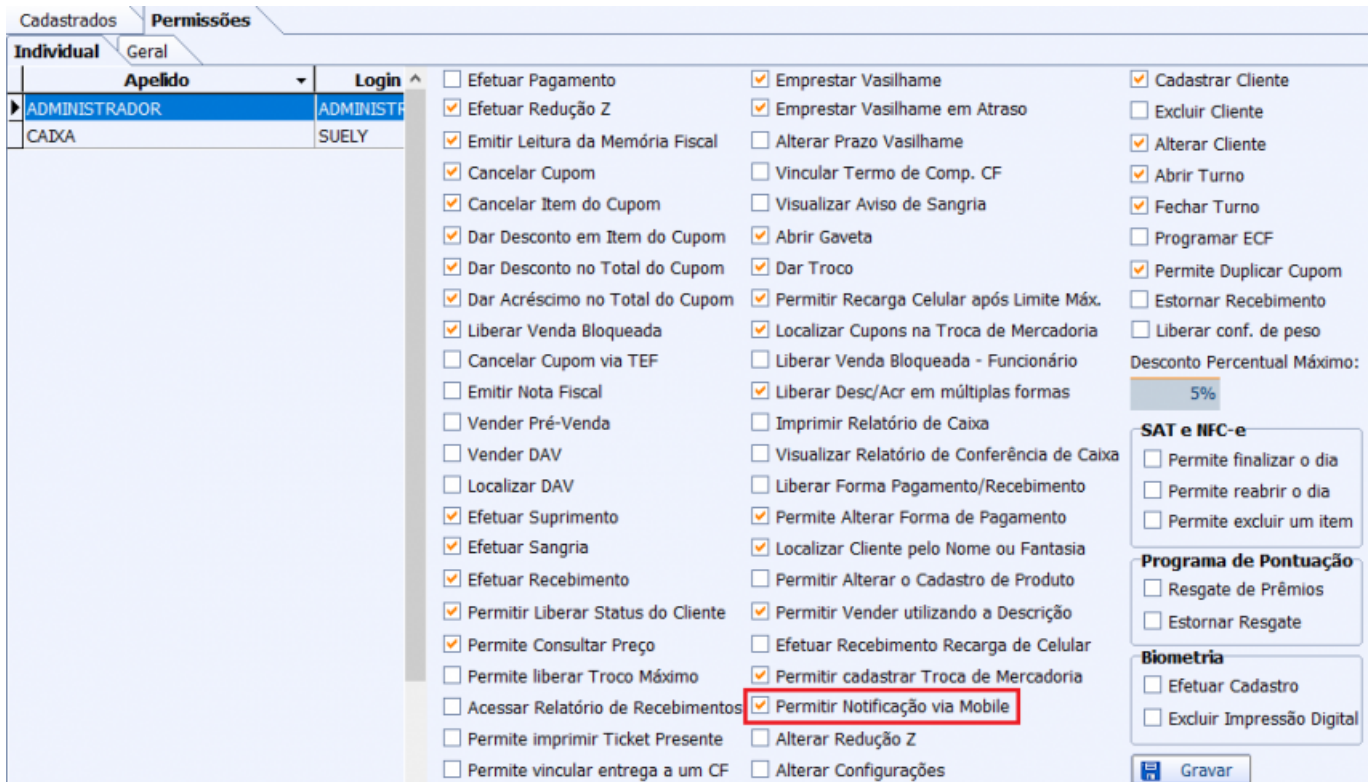 Cadastrados Permissões
Individual Geral
Apelido Login
ADMINISTRADOR ADMINISTR
CAIXA SUELY
Efetuar Pagamento
Efetuar Redução Z
Emitir Leitura da Memória Fiscal
Cancelar Cupom
Cancelar Item do Cupom
Dar Desconto em Item do Cupom
Dar Desconto no Total do Cupom
Dar Acréscimo no Total do Cupom
Liberar Venda Bloqueada
Cancelar Cupom via TEF
Emitir Nota Fiscal
Vender Pré-Venda
Vender DAV
Localizar DAV
Efetuar Suprimento
Efetuar Sangria
Efetuar Recebimento
Permitir Liberar Status do Cliente
Permite Consultar Preço
Permite liberar Troco Máximo
Acessar Relatório de Recebimentos
Permite imprimir Ticket Presente
Permite vincular entrega a um CF
Emprestar Vasilhame
Emprestar Vasilhame em Atraso
Alterar Prazo Vasilhame
Vincular Termo de Comp. CF
Visualizar Aviso de Sangria
Abrir Gaveta
Dar Troco
Permitir Recarga Celular após Limite Máx.
Localizar Cupons na Troca de Mercadoria
Liberar Venda Bloqueada - Funcionário
Liberar Desc/Acr em múltiplas formas
Imprimir Relatório de Caixa
Visualizar Relatório de Conferência de Caixa
Liberar Forma Pagamento/Recebimento
Permite Alterar Forma de Pagamento
Localizar Cliente pelo Nome ou Fantasia
Permitir Alterar o Cadastro de Produto
Permitir Vender utilizando a Descrição
Efetuar Recebimento Recarga de Celular
Permitir cadastrar Troca de Mercadoria
Permitir Notificação via Mobile
Alterar Redução Z
Alterar Configurações
Cadastrar Cliente
Excluir Cliente
Alterar Cliente
Abrir Turno
Fechar Turno
Programar ECF
Permite Duplicar Cupom
Estornar Recebimento
Liberar conf. de peso
Desconto Percentual Máximo:
5%
SAT e NFC-e
Permite finalizar o dia
Permite reabrir o dia
Permite excluir um item
Programa de Pontuação
Resgate de Prêmios
Estornar Resgate
Biometria
Efetuar Cadastro
Excluir Impressão Digital
Gravar